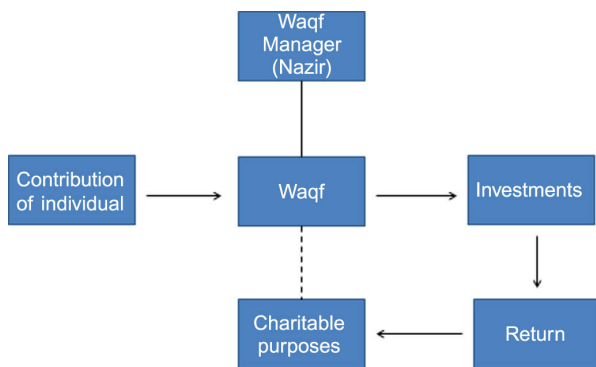 Waqf
Manager
(Nazir)
Contribution
of individual
Waqf
Investments
Charitable
purposes
Return